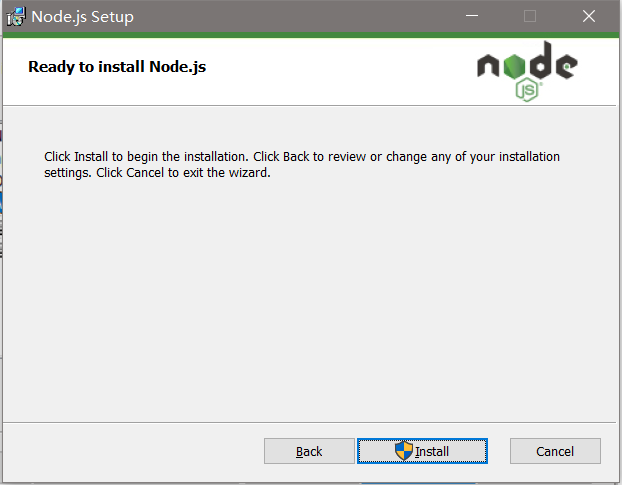 Node.js Setup
Ready to install Node.js
node
JS
Click Install to begin the installation. Click Back to review or change any of your installation
settings. Click Cancel to exit the wizard.
Back
Install
Cancel